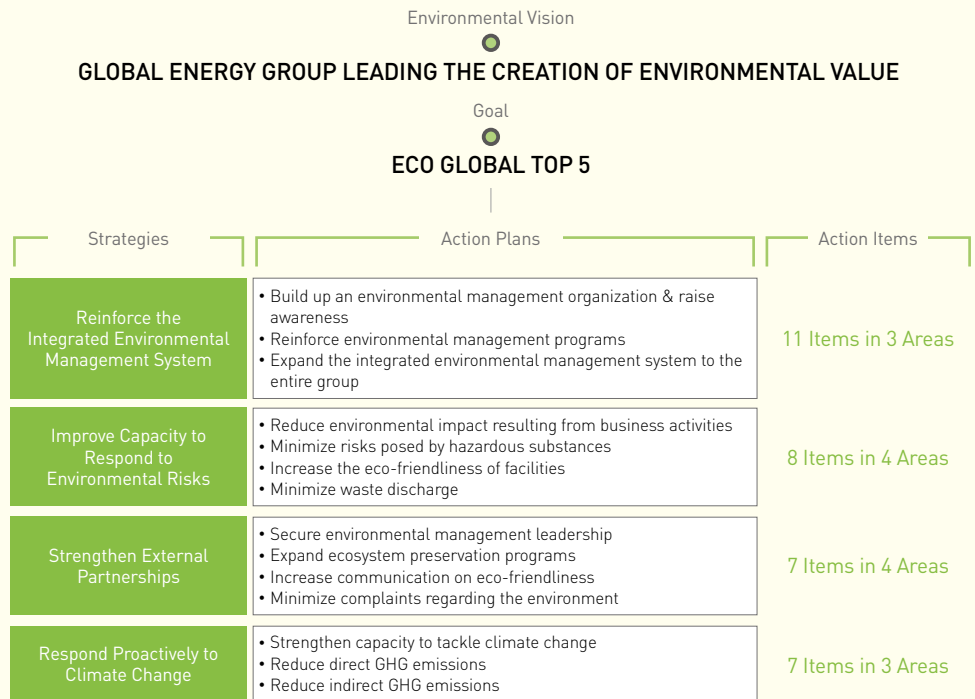 Environmental Vision
GLOBAL ENERGY GROUP LEADING THE CREATION OF ENVIRONMENTAL VALUE
Goal
ECO GLOBAL TOP 5
Strategies
Action Plans
Action Items
Reinforce the
Integrated Environmental
Management System
• Build up an environmental management organization & raise
awareness
• Reinforce environmental management programs
• Expand the integrated environmental management system to the
entire group
11 Items in 3 Areas
Improve Capacity to
Respond to
Environmental Risks
• Reduce environmental impact resulting from business activities
• Minimize risks posed by hazardous substances
• Increase the eco-friendliness of facilities
• Minimize waste discharge
8 Items in 4 Areas
Strengthen External
Partnerships
• Secure environmental management leadership
• Expand ecosystem preservation programs
• Increase communication on eco-friendliness
• Minimize complaints regarding the environment
7 Items in 4 Areas
Respond Proactively to
Climate Change
• Strengthen capacity to tackle climate change
• Reduce direct GHG emissions
• Reduce indirect GHG emissions
7 Items in 3 Areas